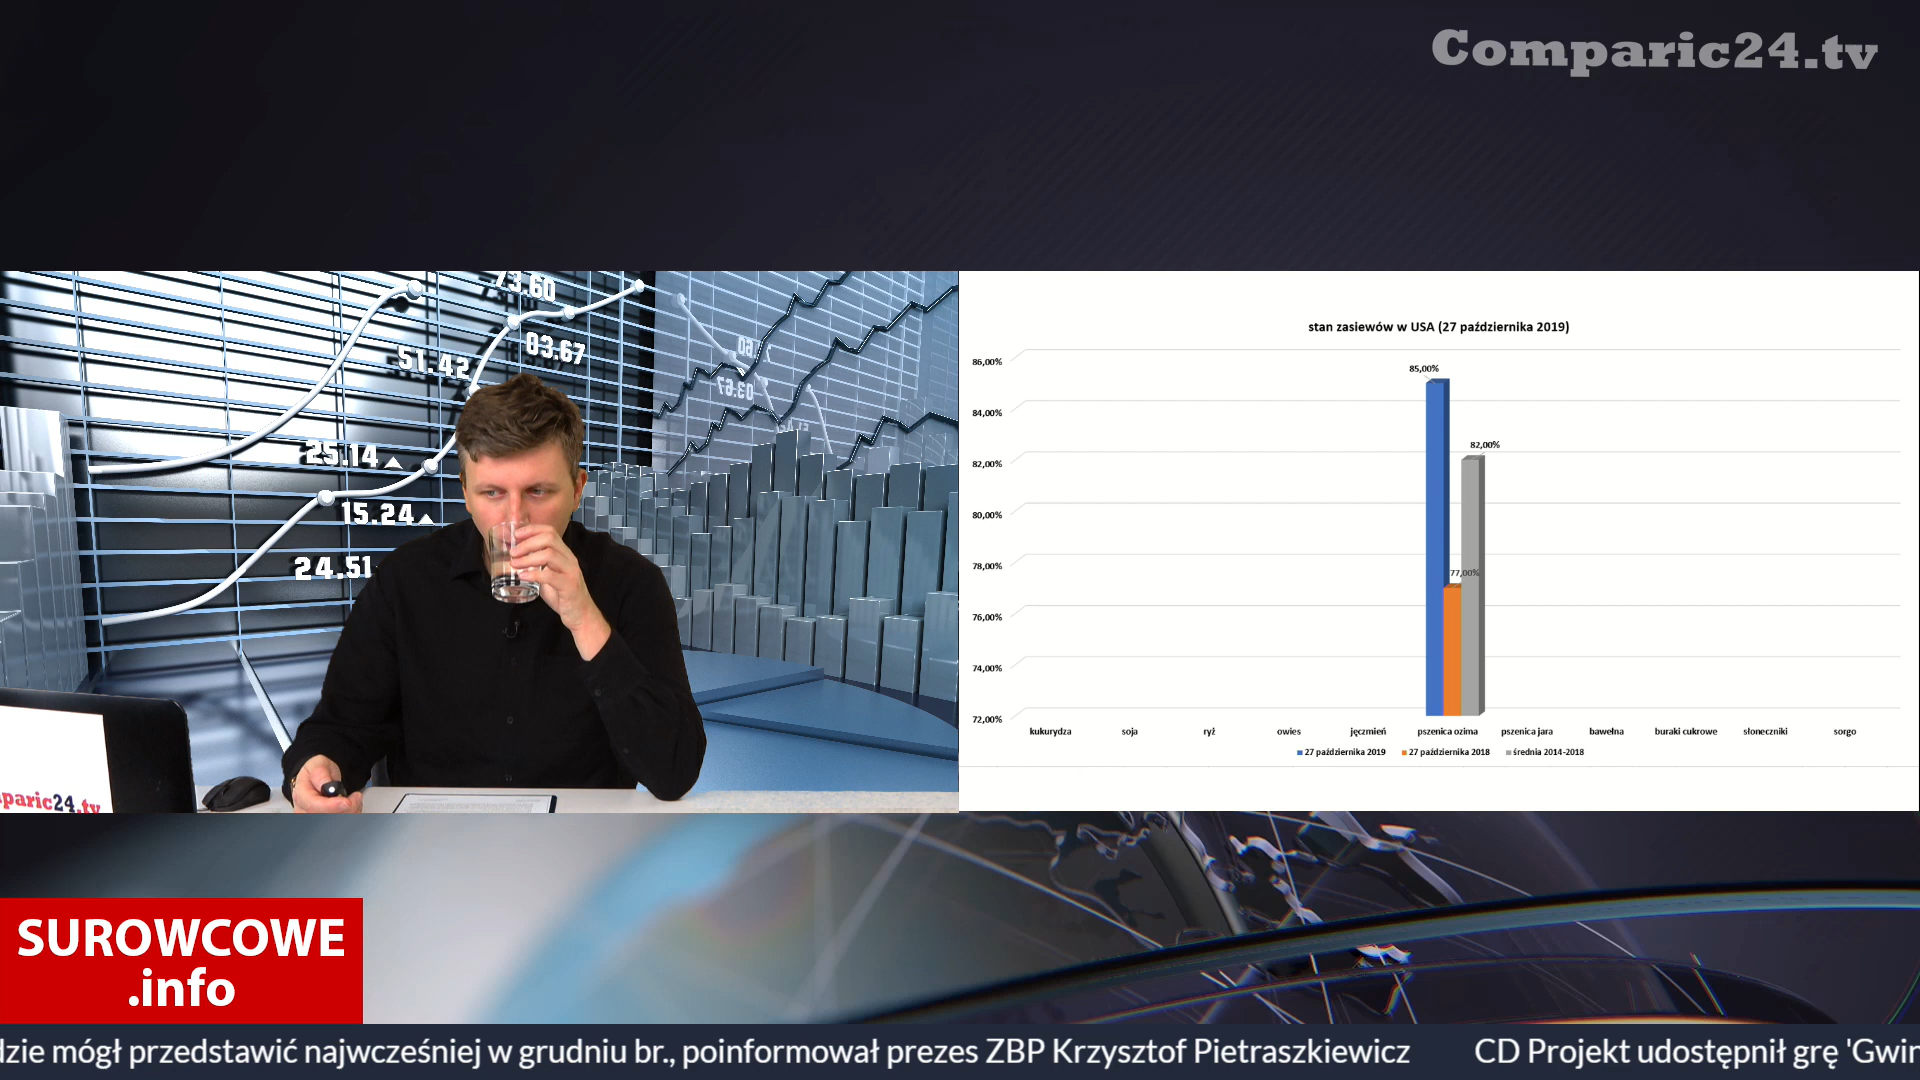 Comparic24.tv
73.60
03.67
51.42
25.14
15.24
24.51
paric24.tv
stan zasiewów w USA (27 października 2019)
86,00%
84,00%
82,00%
80,00%
78,00%
76,00%
74,00%
72,00%
85,00%
77,00%
82,00%
kukurydza soja ryż owies jęczmień pszenica ozima pszenica jara bawełna buraki cukrowe słoneczniki sorgo
27 października 2019 27 października 2018 średnia 2014-2018
SUROWCOWE
.info
dzie mógł przedstawić najwcześniej w grudniu br., poinformował prezes ZBP Krzysztof Pietraszkiewicz CD Projekt udostępnił grę 'Gwin